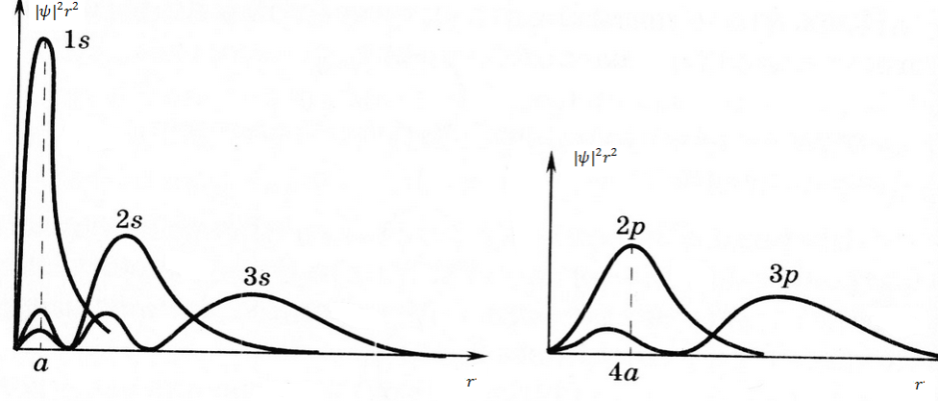 |ψ|²r²
1s
2s
3s
a
r
|ψ|²r²
2p
3p
4a
r